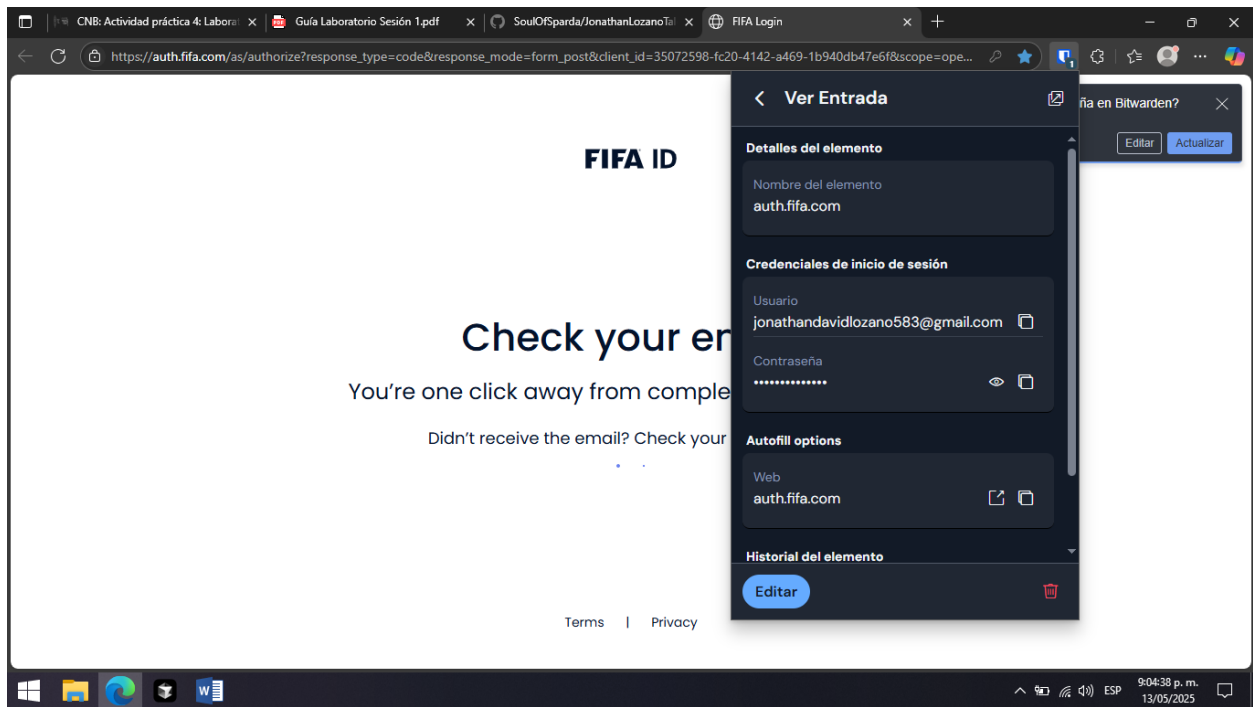 CNB: Actividad práctica 4: Laborat
Guía Laboratorio Sesión 1.pdf
SoulOfSparda/JonathanLozanoTal
FIFA Login
https://auth.fifa.com/as/authorize?response_type=code&response_mode=form_post&client_id=35072598-fc20-4142-a469-1b940db47e6f&scope=ope...
1
Ver Entrada
ña en Bitwarden?
Editar
Actualizar
FIFA ID
Check your em
You're one click away from comple
Didn't receive the email? Check your
Terms | Privacy
Detalles del elemento
Nombre del elemento
auth.fifa.com
Credenciales de inicio de sesión
Usuario
jonathandavidlozano583@gmail.com
Contraseña
••••••••••••••
Autofill options
Web
auth.fifa.com
Historial del elemento
Editar
ESP
9:04:38 p. m.
13/05/2025